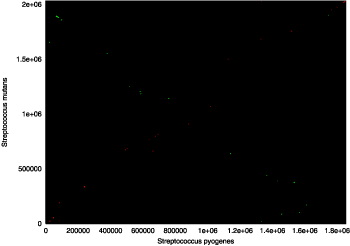 2e+06
1.5e+06
1e+06
500000
0
Streptococcus mutans
0 200000 400000 600000 800000 1e+06 1.2e+06 1.4e+06 1.6e+06 1.8e+06
Streptococcus pyogenes